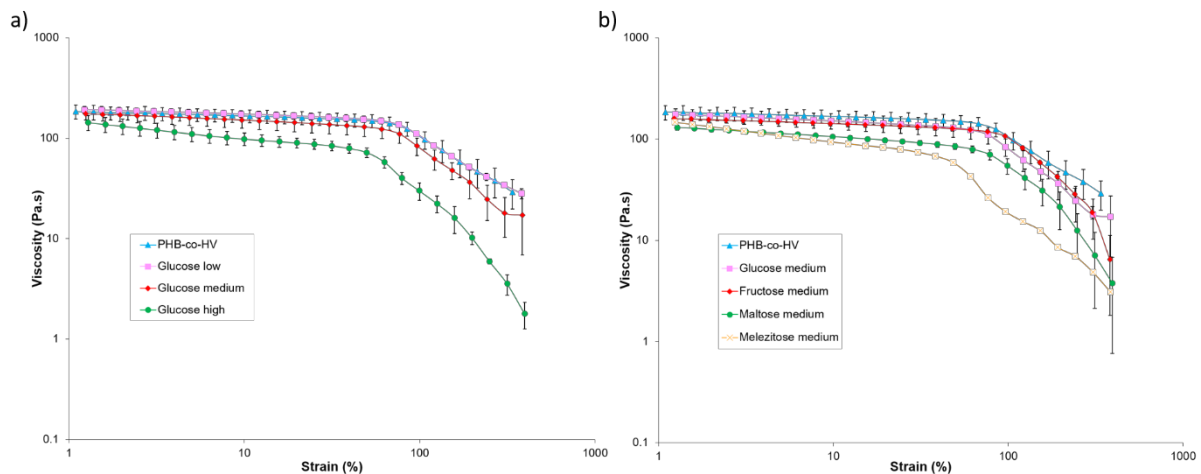 a)
1000
100
10
1
0.1
Viscosity (Pa.s)
PHB-co-HV
Glucose low
Glucose medium
Glucose high
1 10 100 1000
Strain (%)
b)
1000
100
10
1
0.1
Viscosity (Pa.s)
PHB-co-HV
Glucose medium
Fructose medium
Maltose medium
Melezitose medium
1 10 100 1000
Strain (%)